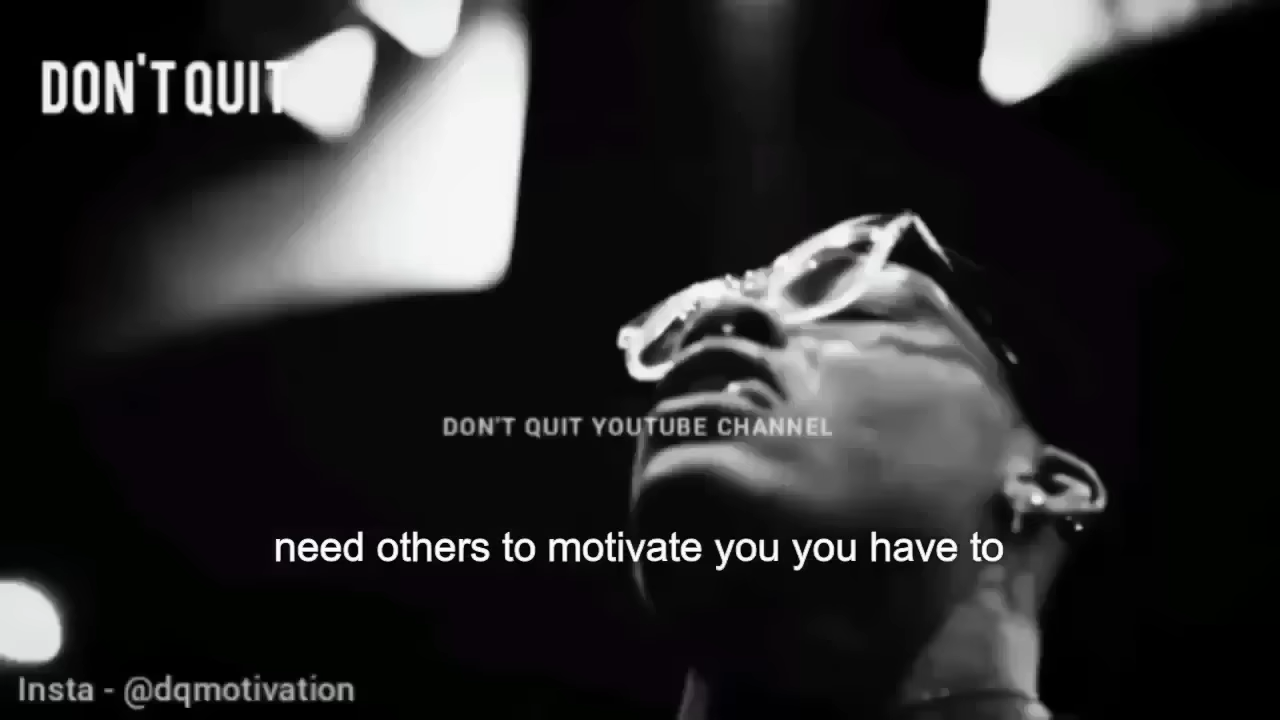 DON'T QUIT
DON'T QUIT YOUTUBE CHANNEL
need others to motivate you you have to
Insta - @dqmotivation